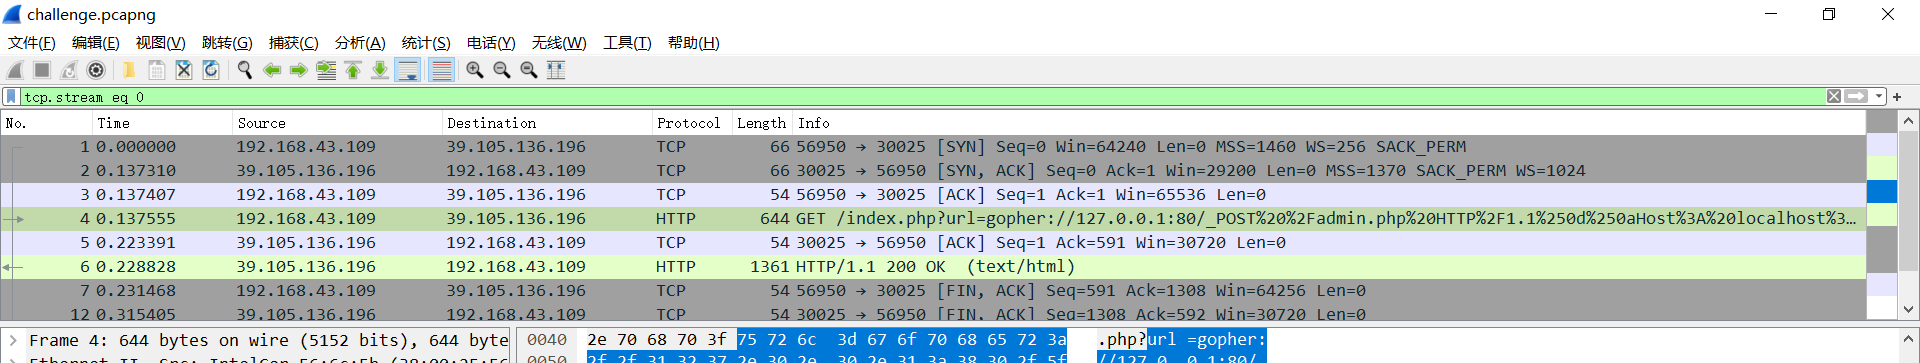 challenge.pcapng
文件(F) 编辑(E) 视图(V) 跳转(G) 捕获(C) 分析(A) 统计(S) 电话(Y) 无线(W) 工具(T) 帮助(H)
tcp.stream eq 0
No. Time Source Destination Protocol Length Info
1 0.000000 192.168.43.109 39.105.136.196 TCP 66 56950 → 30025 [SYN] Seq=0 Win=64240 Len=0 MSS=1460 WS=256 SACK_PERM
2 0.137310 39.105.136.196 192.168.43.109 TCP 66 30025 → 56950 [SYN, ACK] Seq=0 Ack=1 Win=29200 Len=0 MSS=1370 SACK_PERM WS=1024
3 0.137407 192.168.43.109 39.105.136.196 TCP 54 56950 → 30025 [ACK] Seq=1 Ack=1 Win=65536 Len=0
4 0.137555 192.168.43.109 39.105.136.196 HTTP 644 GET /index.php?url=gopher://127.0.0.1:80/_POST%20%2Fadmin.php%20HTTP%2F1.1%250d%250aHost%3A%20localhost%3…
5 0.223391 39.105.136.196 192.168.43.109 TCP 54 30025 → 56950 [ACK] Seq=1 Ack=591 Win=30720 Len=0
6 0.228828 39.105.136.196 192.168.43.109 HTTP 1361 HTTP/1.1 200 OK (text/html)
7 0.231468 192.168.43.109 39.105.136.196 TCP 54 56950 → 30025 [FIN, ACK] Seq=591 Ack=1308 Win=64256 Len=0
12 0.315405 39.105.136.196 192.168.43.109 TCP 54 30025 → 56950 [FIN, ACK] Seq=1308 Ack=592 Win=30720 Len=0
Frame 4: 644 bytes on wire (5152 bits), 644 byte
0040 2e 70 68 70 3f 75 72 6c 3d 67 6f 70 68 65 72 3a .php?url =gopher:
0050 2f 2f 31 32 37 2e 30 2e 30 2e 31 3a 38 30 2f 5f //127.0. 0.1:80/_